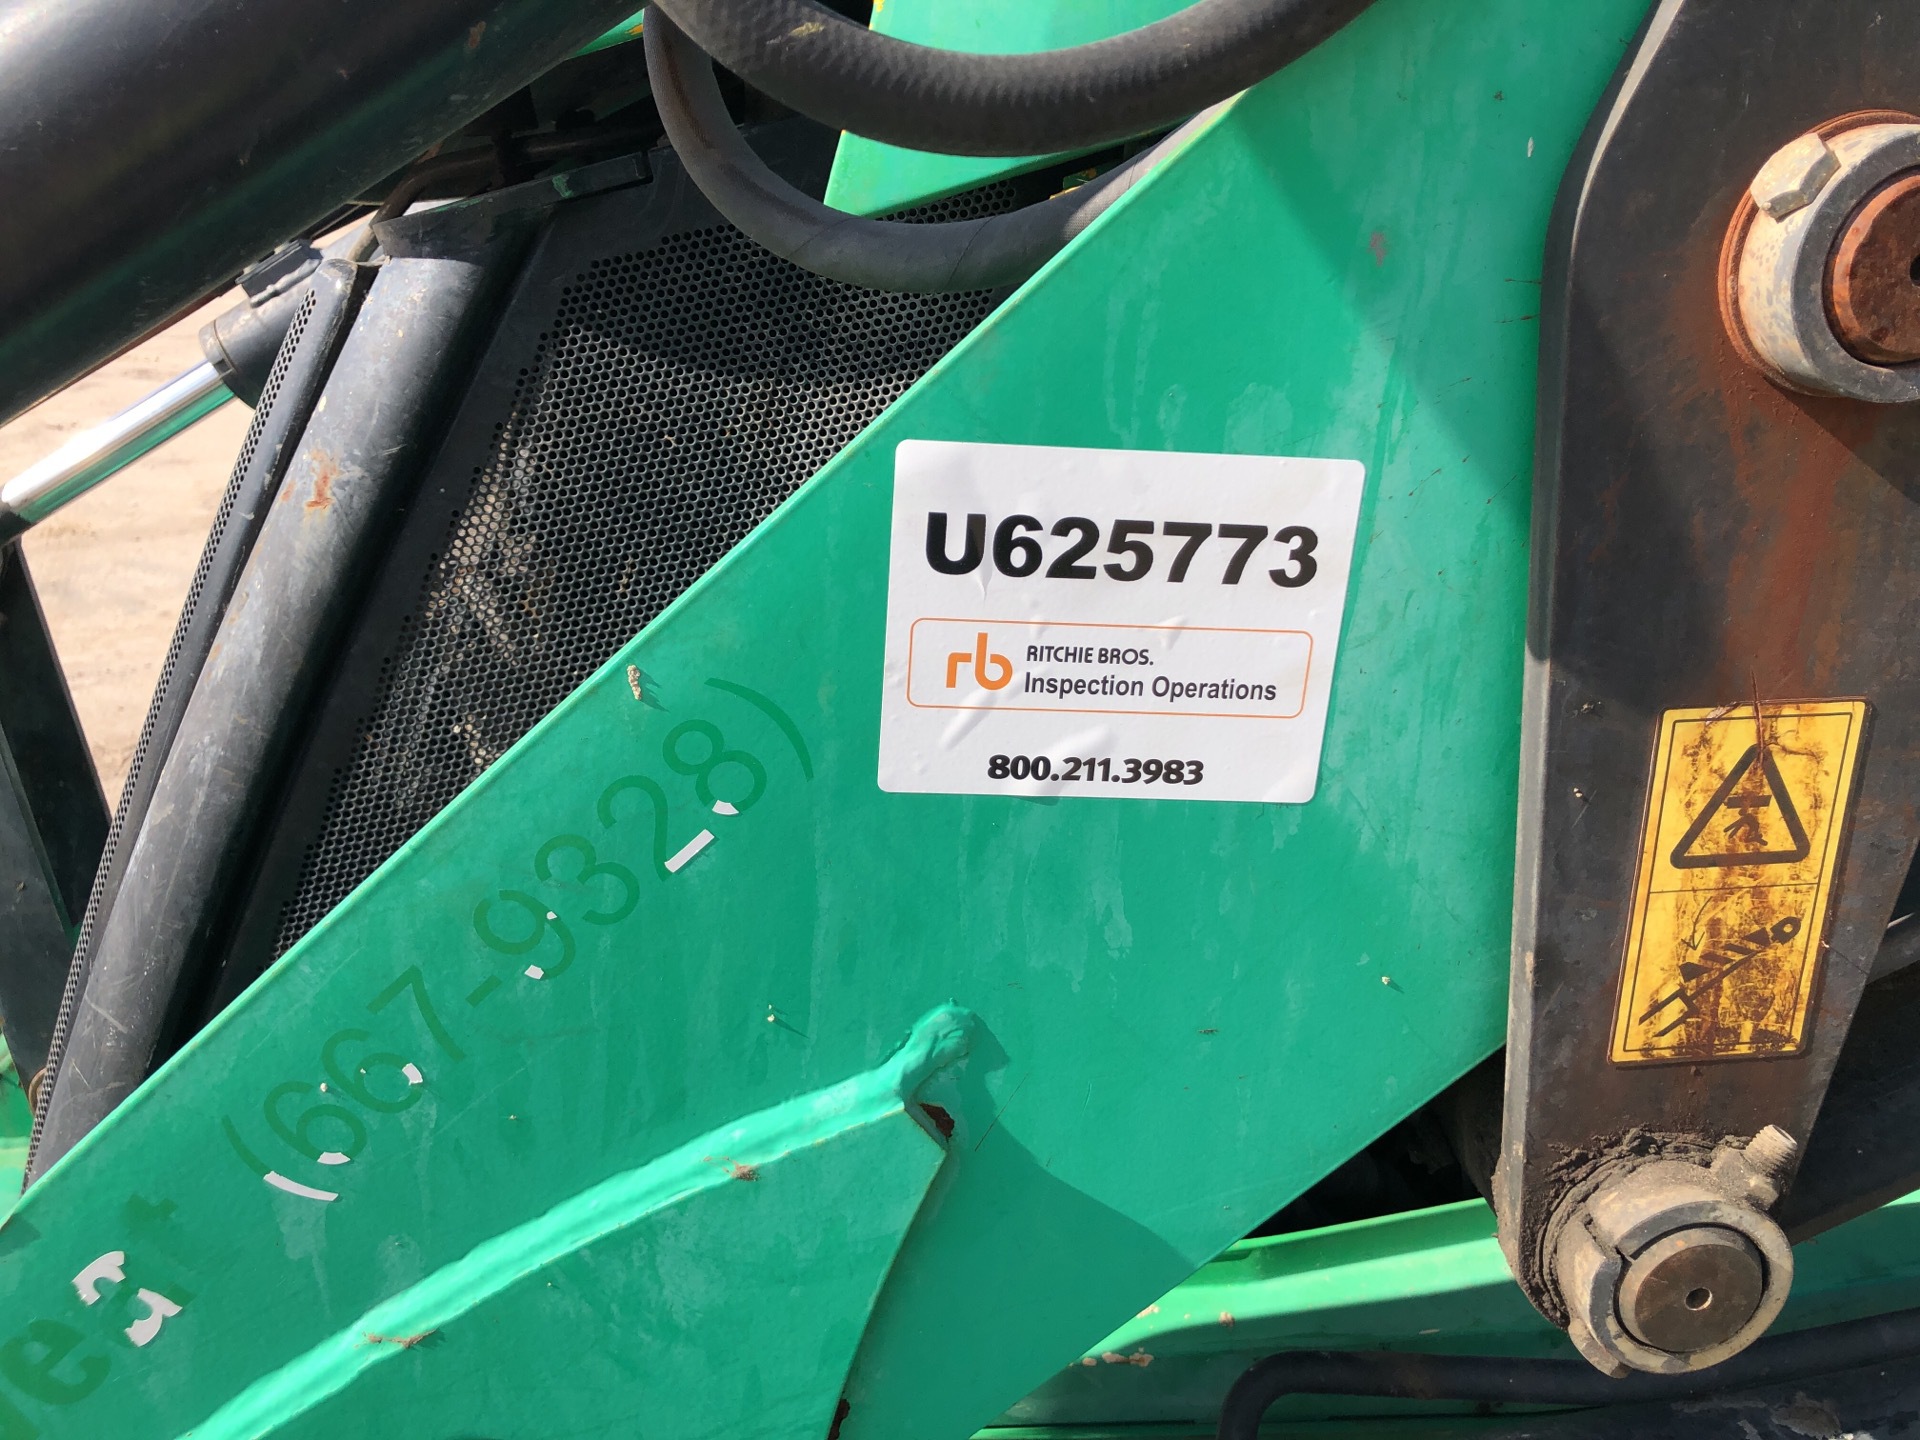 U625773
rb RITCHIE BROS.
Inspection Operations
800.211.3983
(667-9328)